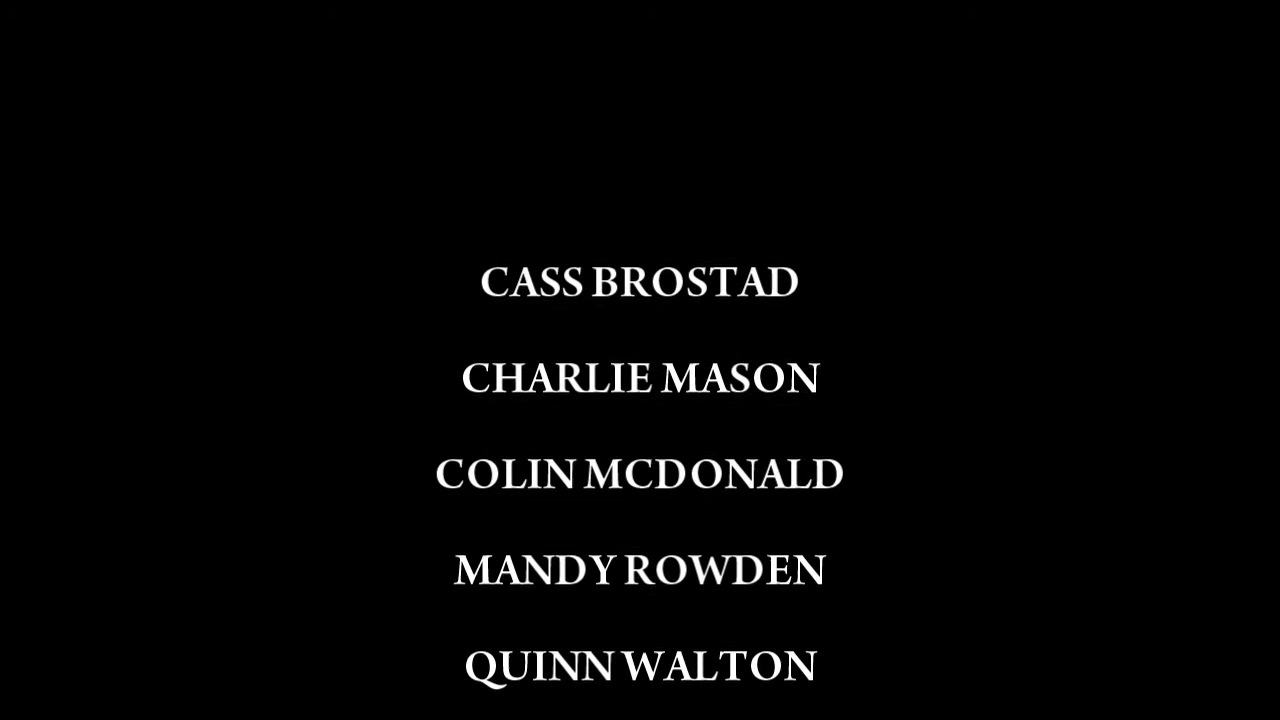 CASS BROSTAD
CHARLIE MASON
COLIN MCDONALD
MANDY ROWDEN
QUINN WALTON